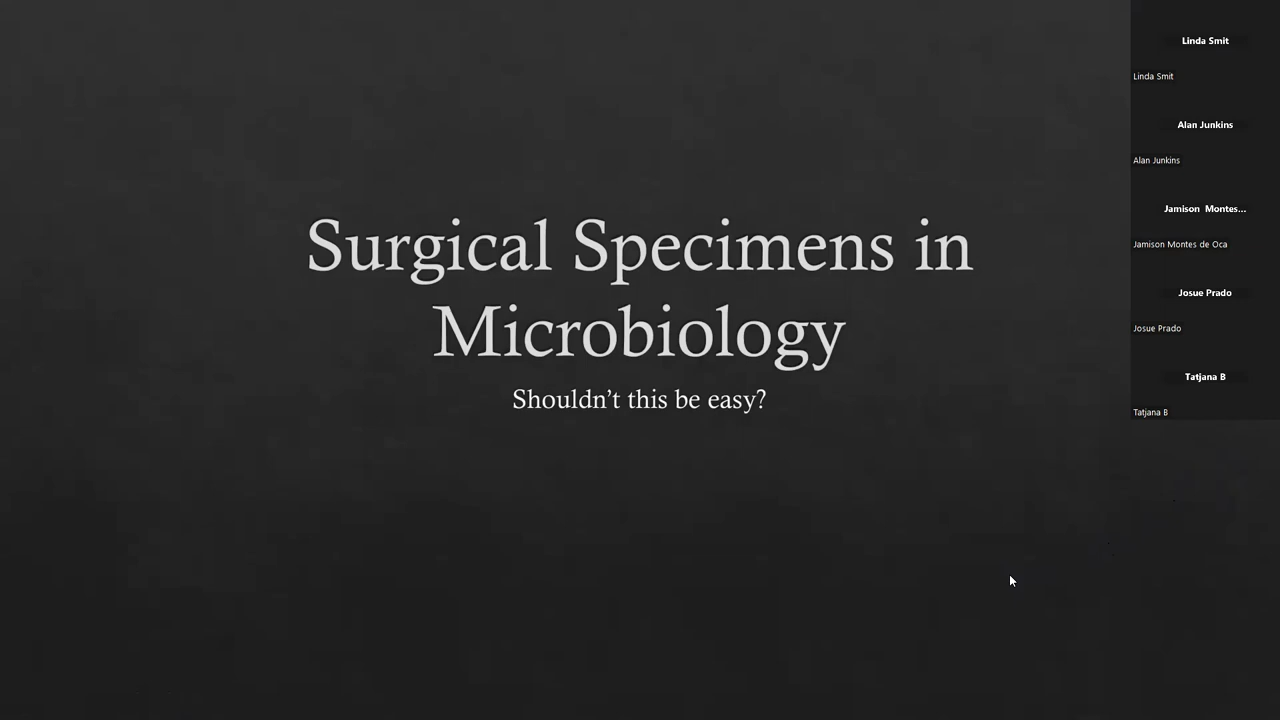 Surgical Specimens in
Microbiology
Shouldn’t this be easy?
Linda Smit
Linda Smit
Alan Junkins
Alan Junkins
Jamison Montes...
Jamison Montes de Oca
Josue Prado
Josue Prado
Tatjana B
Tatjana B